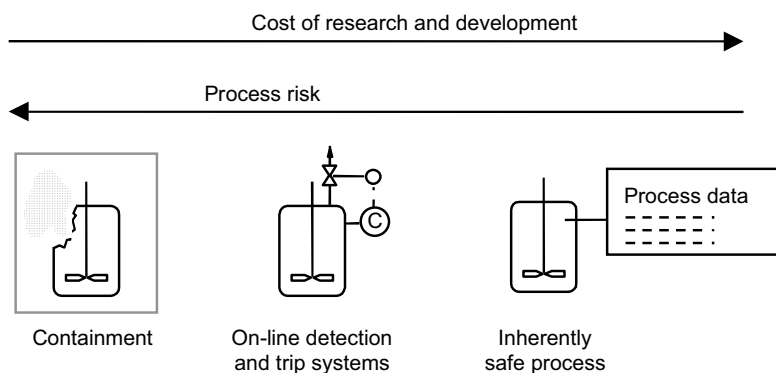 Cost of research and development
Process risk
C
Process data
Containment
On-line detection
and trip systems
Inherently
safe process